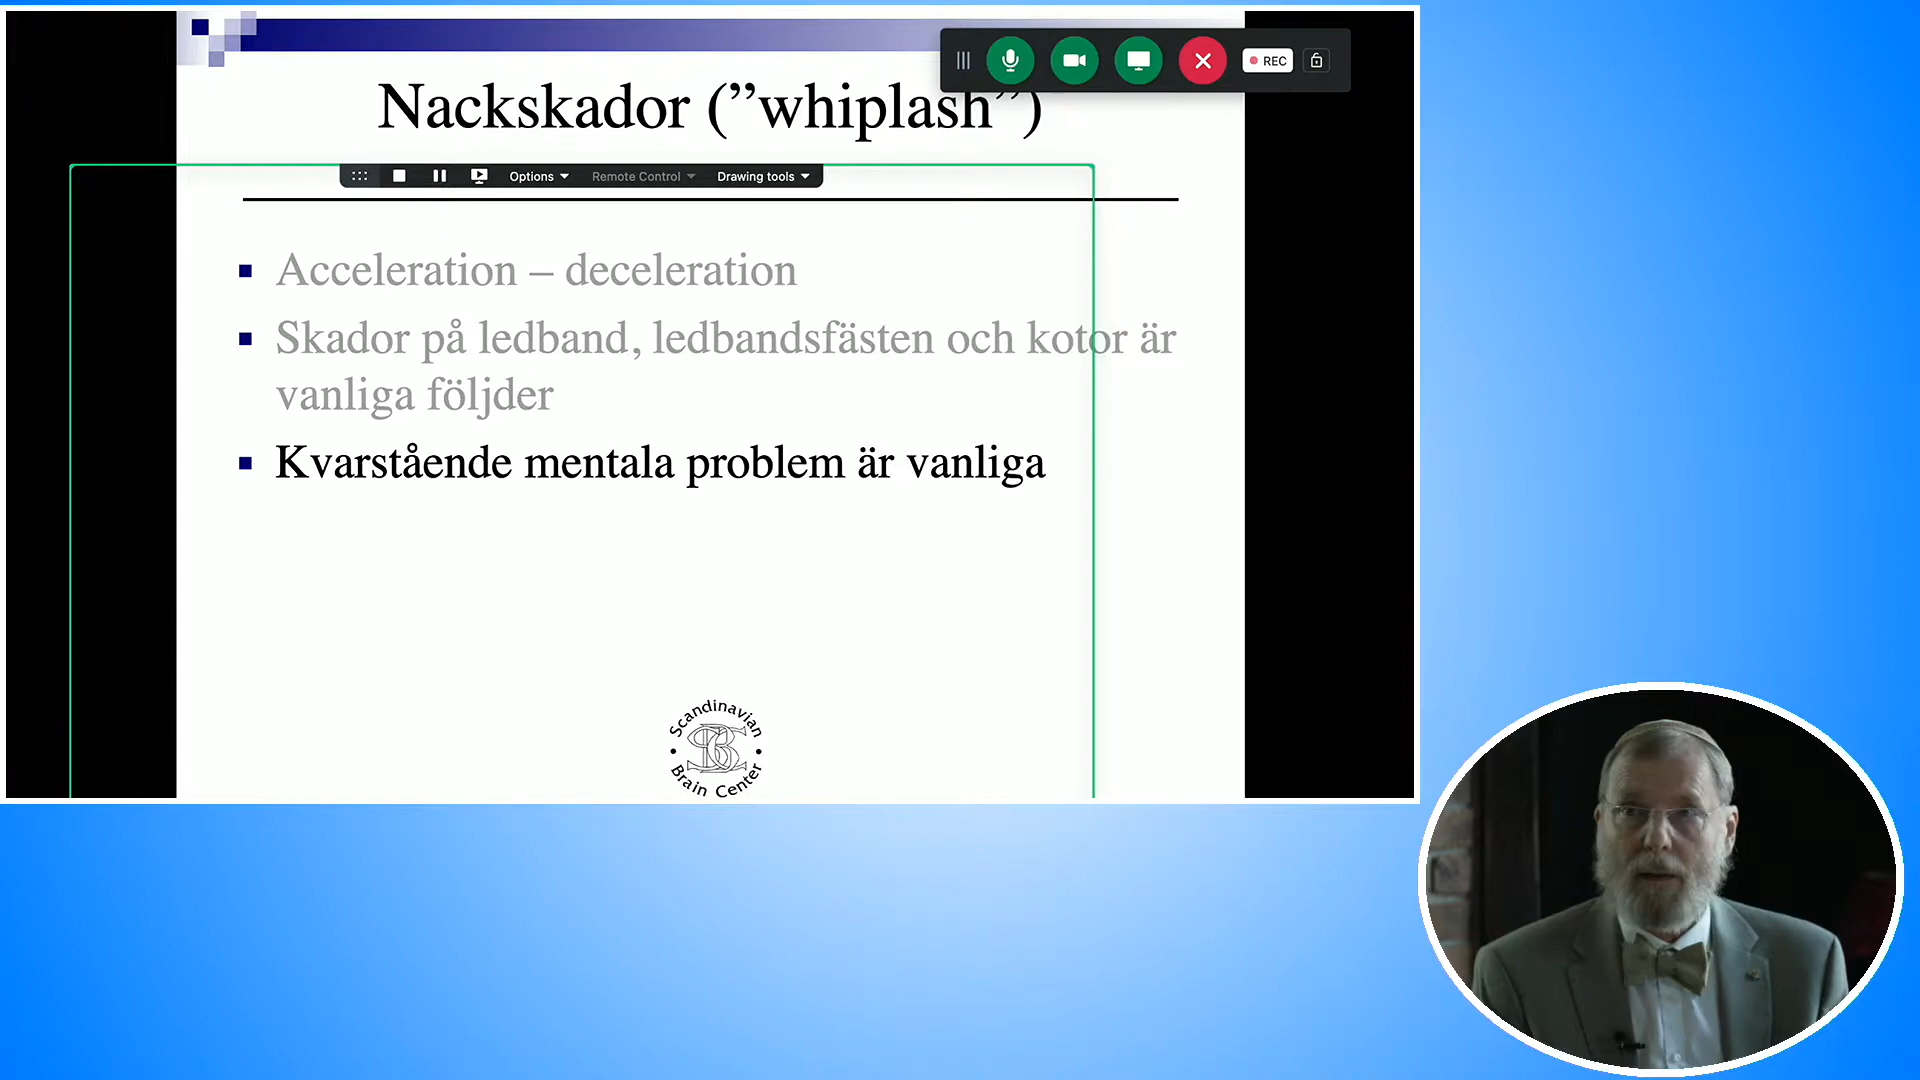 REC
Nackskador (”whiplash”)
Options
Remote Control
Drawing tools
Acceleration – deceleration
Skador på ledband, ledbandsfästen och kotor är
vanliga följder
Kvarstående mentala problem är vanliga
Scandinavian
SBC
Brain Center